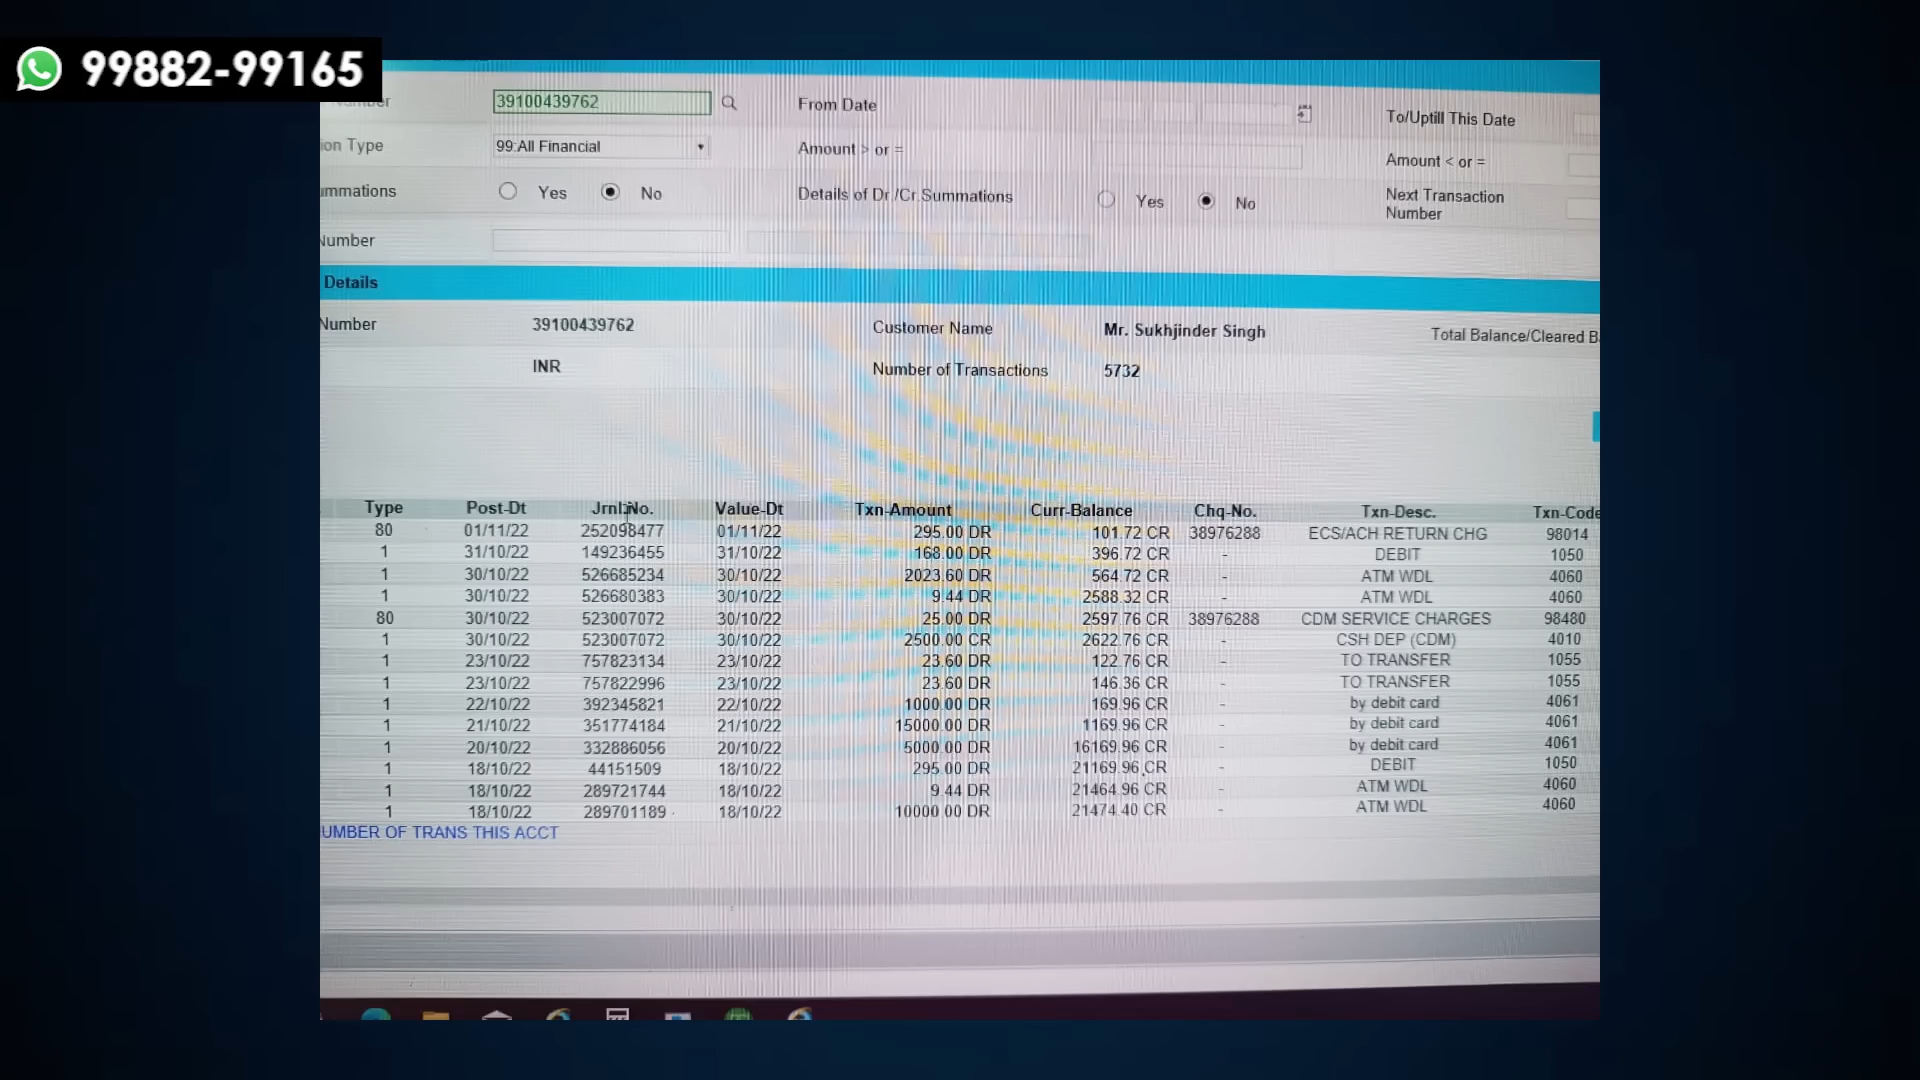 99882-99165
Number 39100439762 From Date To/Uptill This Date
ion Type 99:All Financial Amount > or = Amount < or =
ummations Yes No Details of Dr./Cr.Summations Yes No Next Transaction Number
Number
Details
Number 39100439762 Customer Name Mr. Sukhjinder Singh Total Balance/Cleared B
INR Number of Transactions 5732
Type Post-Dt Jrnl.No. Value-Dt Txn-Amount Curr-Balance Chq-No. Txn-Desc. Txn-Code
80 01/11/22 252098477 01/11/22 295.00 DR 101.72 CR 38976288 ECS/ACH RETURN CHG 98014
1 31/10/22 149236455 31/10/22 168.00 DR 396.72 CR - DEBIT 1050
1 30/10/22 526685234 30/10/22 2023.60 DR 564.72 CR - ATM WDL 4060
1 30/10/22 526680383 30/10/22 9.44 DR 2588.32 CR - ATM WDL 4060
80 30/10/22 523007072 30/10/22 25.00 DR 2597.76 CR 38976288 CDM SERVICE CHARGES 98480
1 30/10/22 523007072 30/10/22 2500.00 CR 2622.76 CR - CSH DEP (CDM) 4010
1 23/10/22 757823134 23/10/22 23.60 DR 122.76 CR - TO TRANSFER 1055
1 23/10/22 757822996 23/10/22 23.60 DR 146.36 CR - TO TRANSFER 1055
1 22/10/22 392345821 22/10/22 1000.00 DR 169.96 CR - by debit card 4061
1 21/10/22 351774184 21/10/22 15000.00 DR 1169.96 CR - by debit card 4061
1 20/10/22 332886056 20/10/22 5000.00 DR 16169.96 CR - by debit card 4061
1 18/10/22 44151509 18/10/22 295.00 DR 21169.96 CR - DEBIT 1050
1 18/10/22 289721744 18/10/22 9.44 DR 21464.96 CR - ATM WDL 4060
1 18/10/22 289701189 18/10/22 10000.00 DR 21474.40 CR - ATM WDL 4060
UMBER OF TRANS THIS ACCT